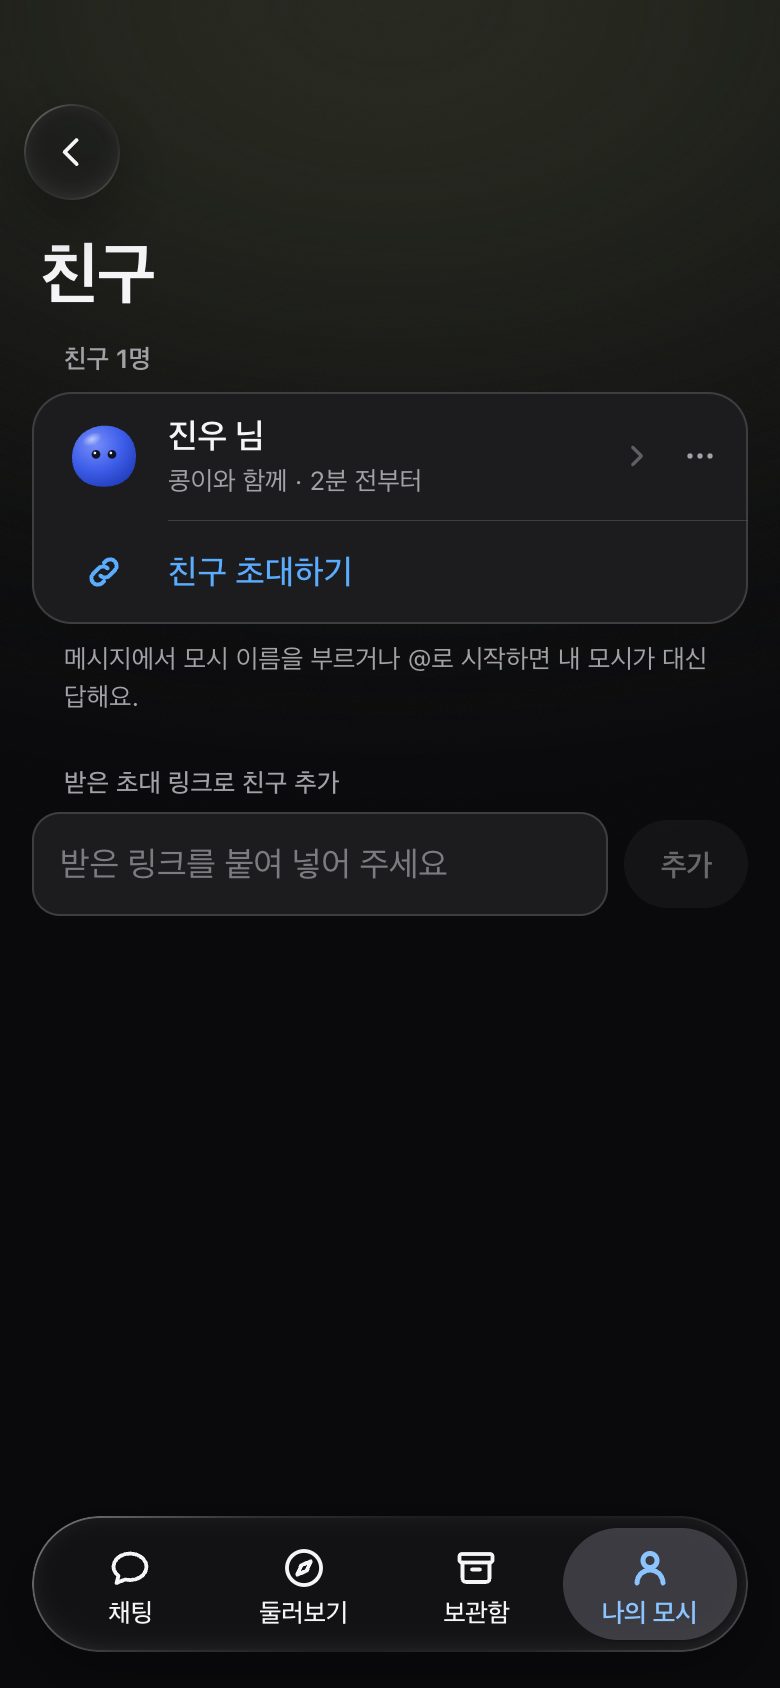 친구
친구 1명
진우 님
콩이와 함께 · 2분 전부터
친구 초대하기
메시지에서 모시 이름을 부르거나 @로 시작하면 내 모시가 대신
답해요.
받은 초대 링크로 친구 추가
받은 링크를 붙여 넣어 주세요
추가
채팅
둘러보기
보관함
나의 모시